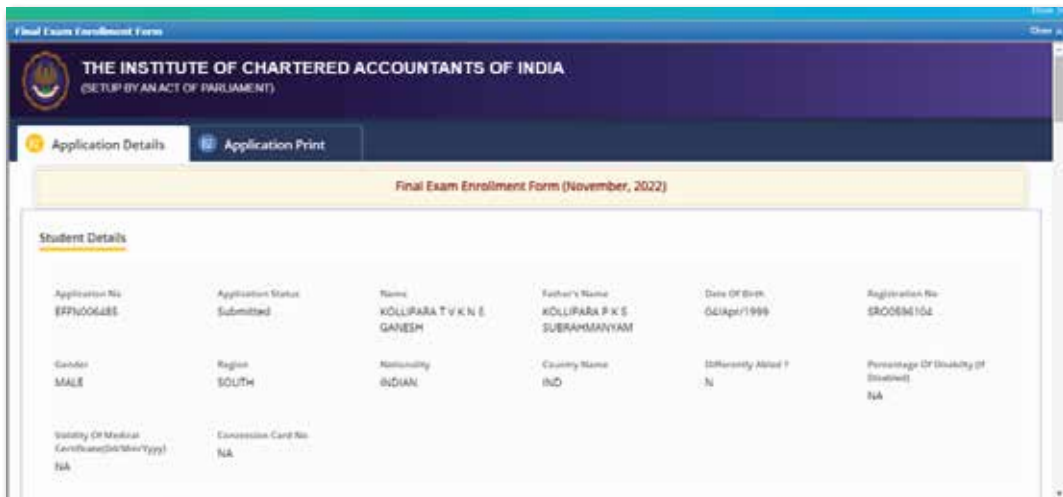 Final Exam Enrollment Form
Close
THE INSTITUTE OF CHARTERED ACCOUNTANTS OF INDIA
(SETUP BY AN ACT OF PARLIAMENT)
Application Details
Application Print
Final Exam Enrollment Form (November, 2022)
Student Details
Application No Application Status Name Father's Name Date Of Birth Registration No
Submitted KOLLIPARA T V K N S KOLLIPARA P K S 04/Apr/1999
GANESH SUBRAHMANYAM
Gender Region Nationality Country Name Differently Abled ? Percentage Of Disability (If
Disabled)
MALE SOUTH INDIAN IND N
NA
Validity Of Medical Concession Card No
Certificate(Dd/Mm/Yyyy)
NA
NA